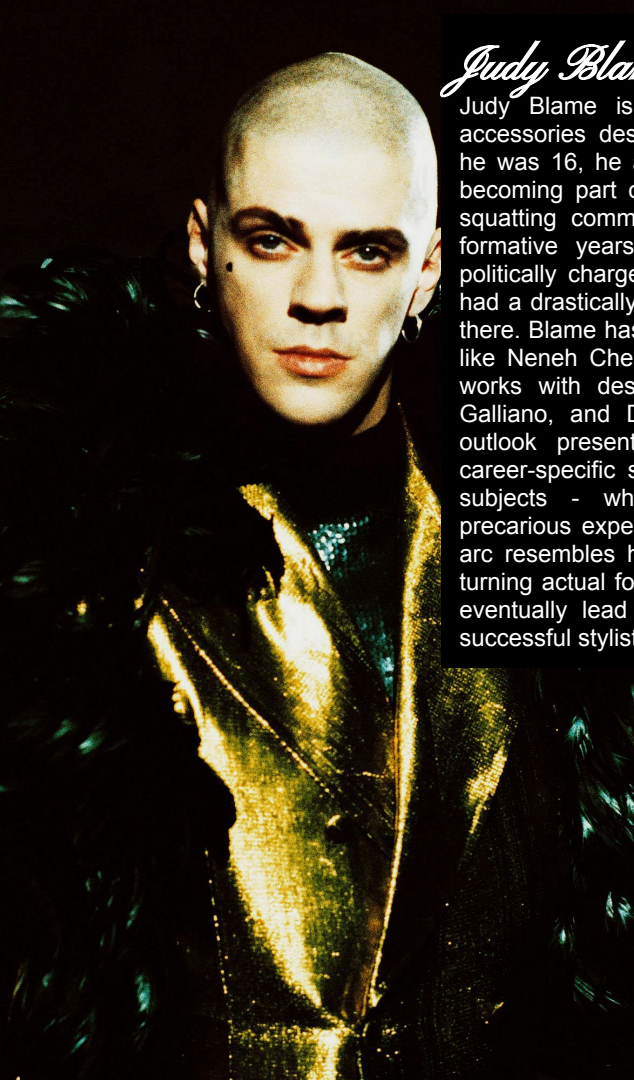 Judy
Judy Blame is
accessories des
he was 16, he
becoming part
squatting comm
formative years
politically charge
had a drastically
there. Blame has
like Neneh Che
works with des
Galliano, and D
outlook present
career-specific s
subjects - wh
precarious expe
arc resembles h
turning actual fo
eventually lead
successful stylist